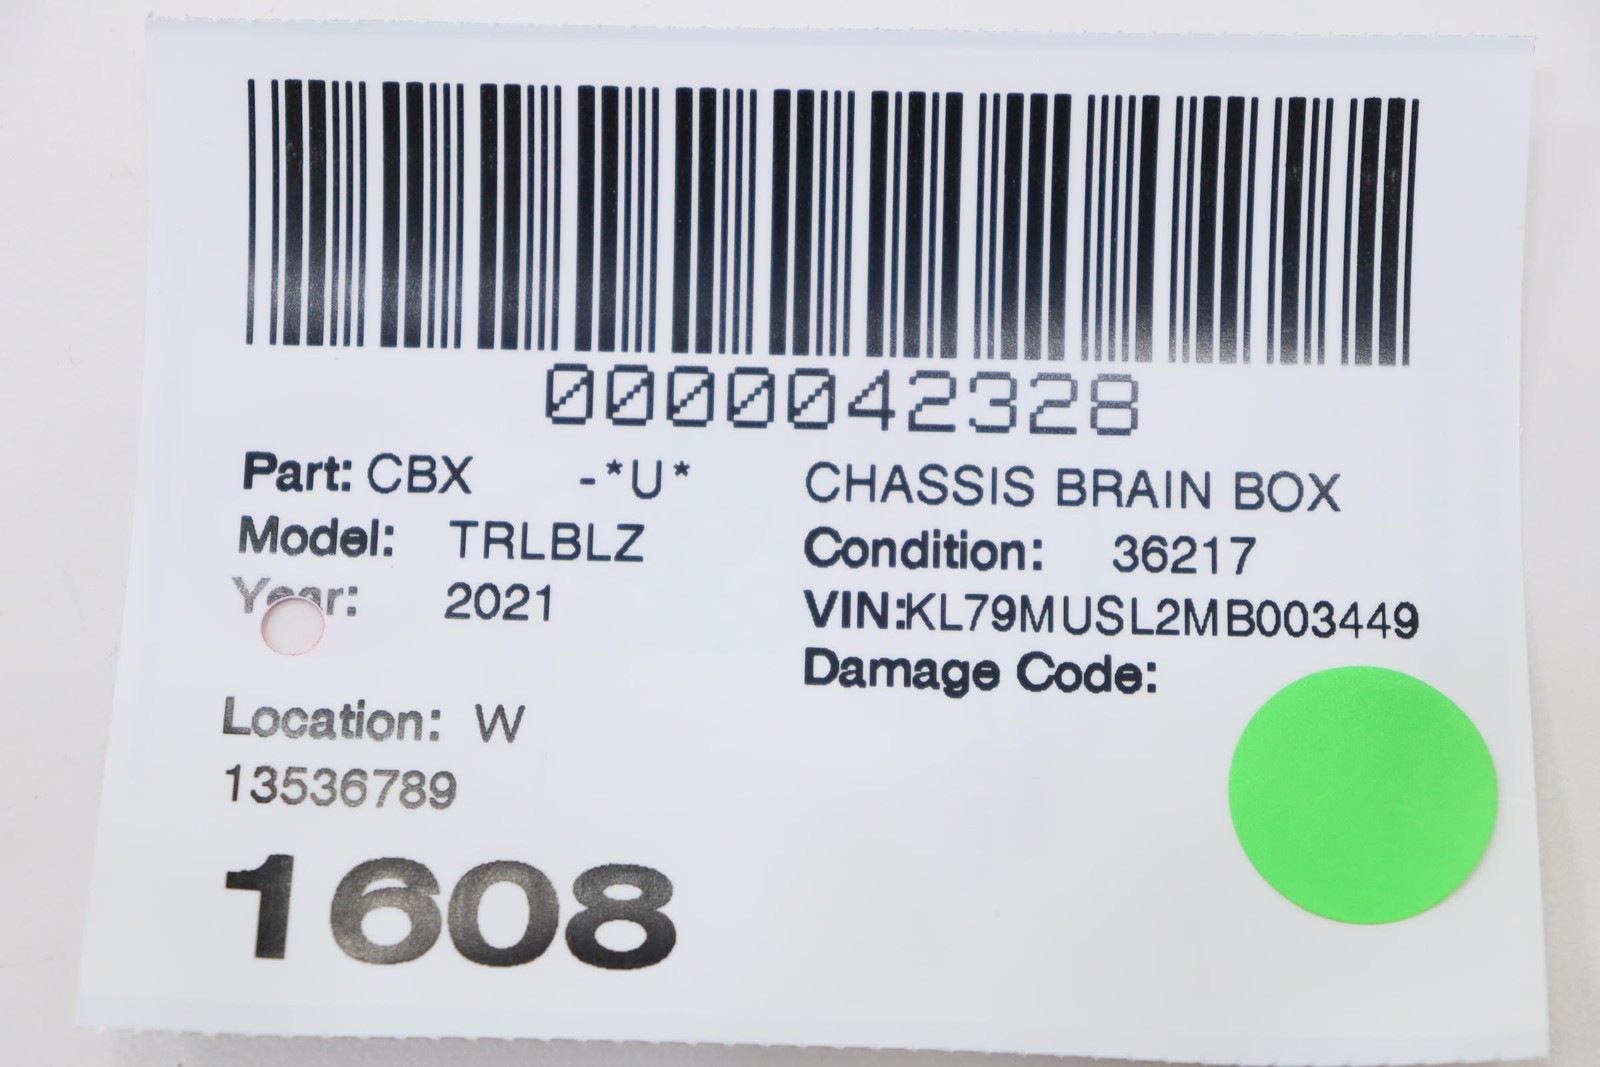 0000042328
Part: CBX -*U* CHASSIS BRAIN BOX
Model: TRLBLZ Condition: 36217
Year: 2021 VIN:KL79MUSL2MB003449
Damage Code:
Location: W
13536789
1608